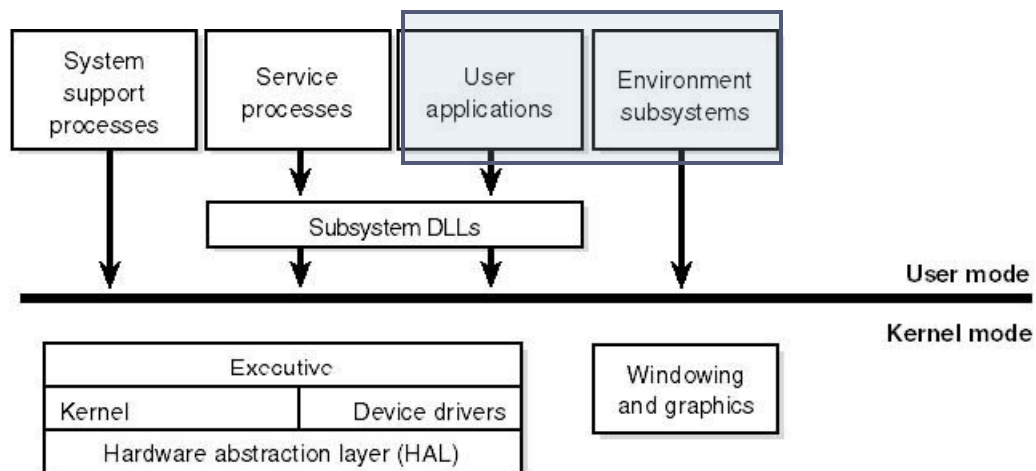 System
support
processes
Service
processes
User
applications
Environment
subsystems
Subsystem DLLs
User mode
Kernel mode
Executive
Kernel
Device drivers
Hardware abstraction layer (HAL)
Windowing
and graphics